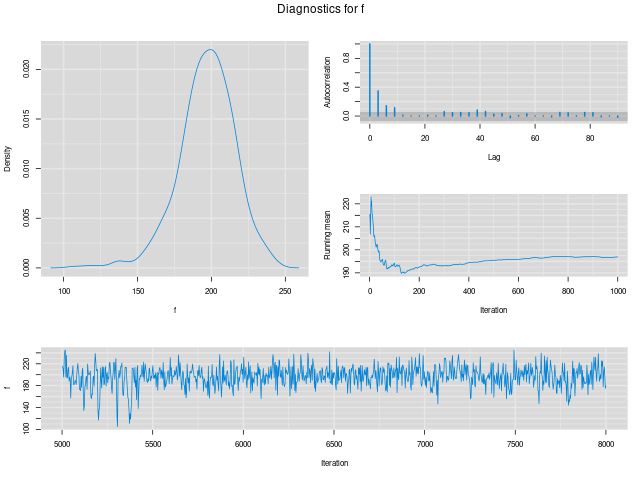 Diagnostics for f
Density
0.000 0.005 0.010 0.015 0.020
100 150 200 250
f
Autocorrelation
0.0 0.4 0.8
0 20 40 60 80
Lag
Running mean
190 200 210 220
0 200 400 600 800 1000
Iteration
f
100 140 180 220
5000 5500 6000 6500 7000 7500 8000
Iteration